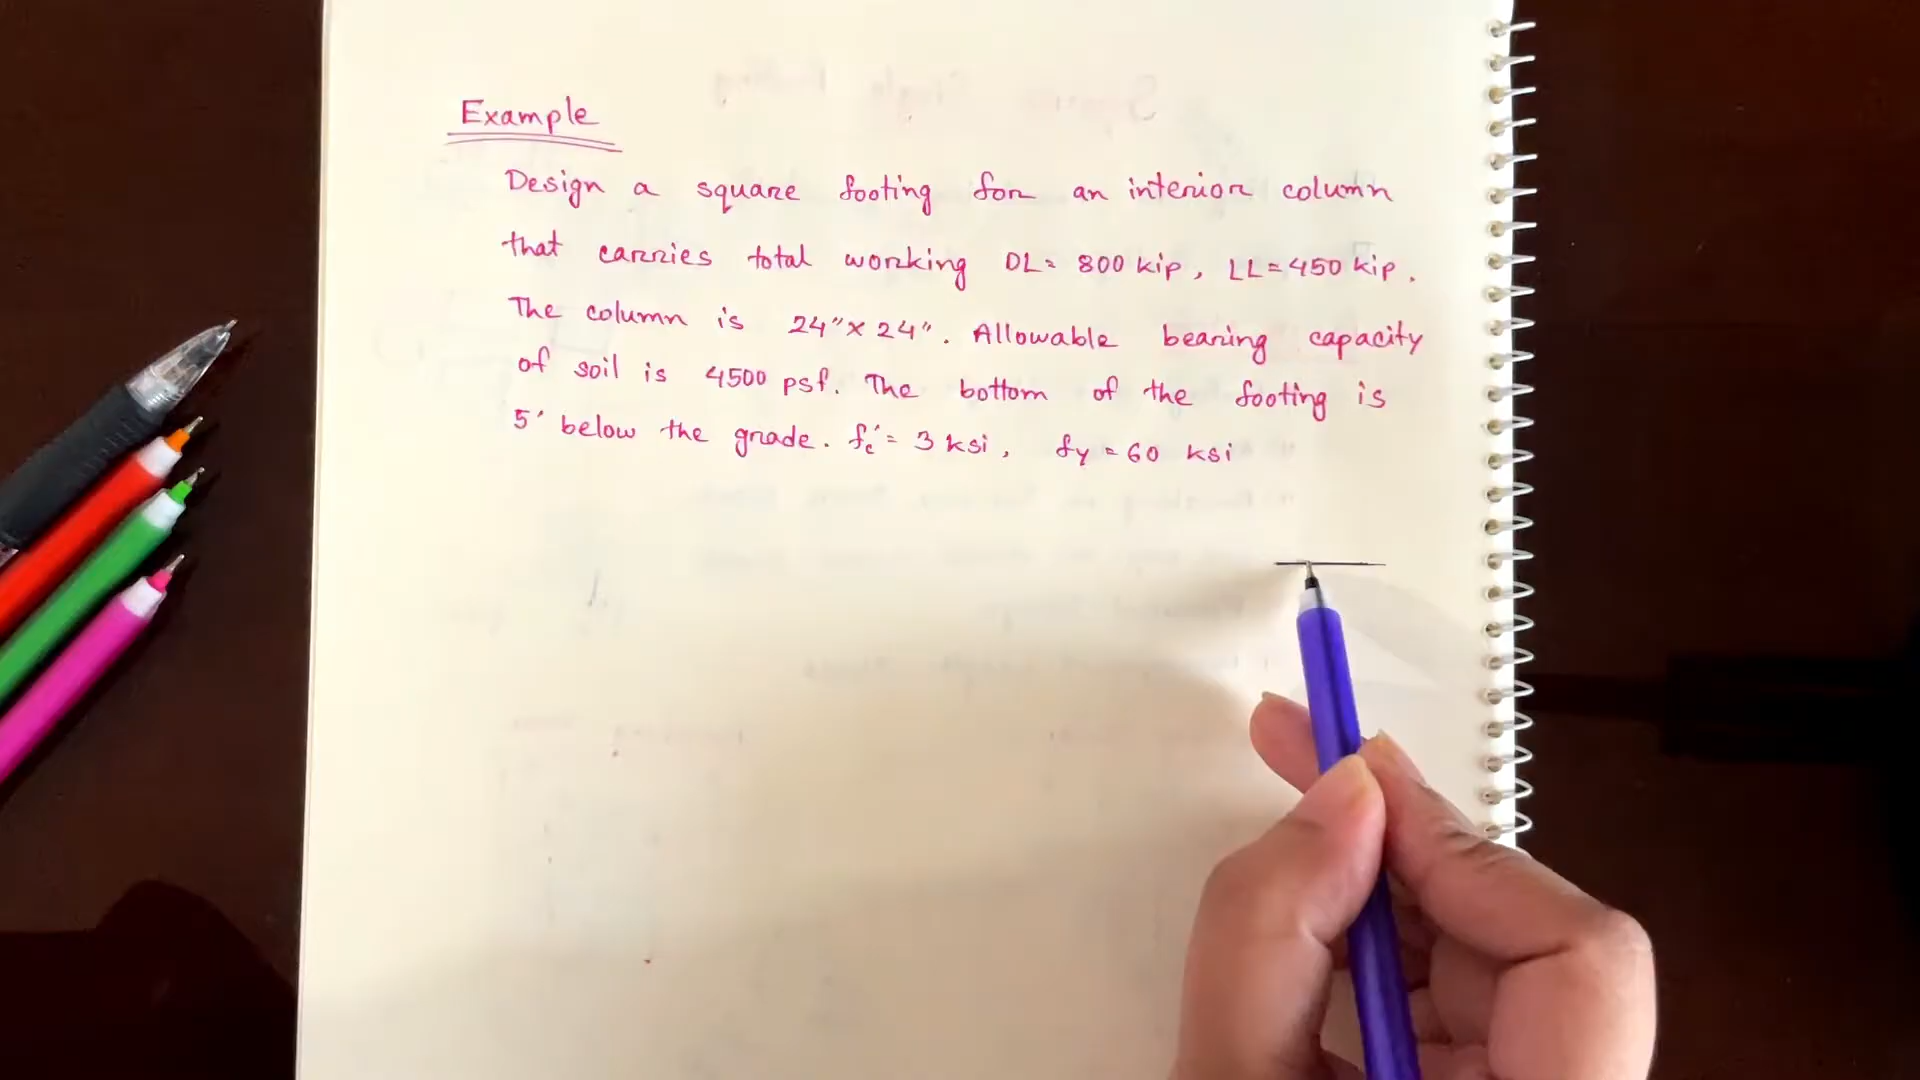 Example
Design a square footing for an interior column
that carries total working DL = 800 kip, LL = 450 kip.
The column is 24" x 24". Allowable bearing capacity
of soil is 4500 psf. The bottom of the footing is
5' below the grade. fc' = 3 ksi, fy = 60 ksi